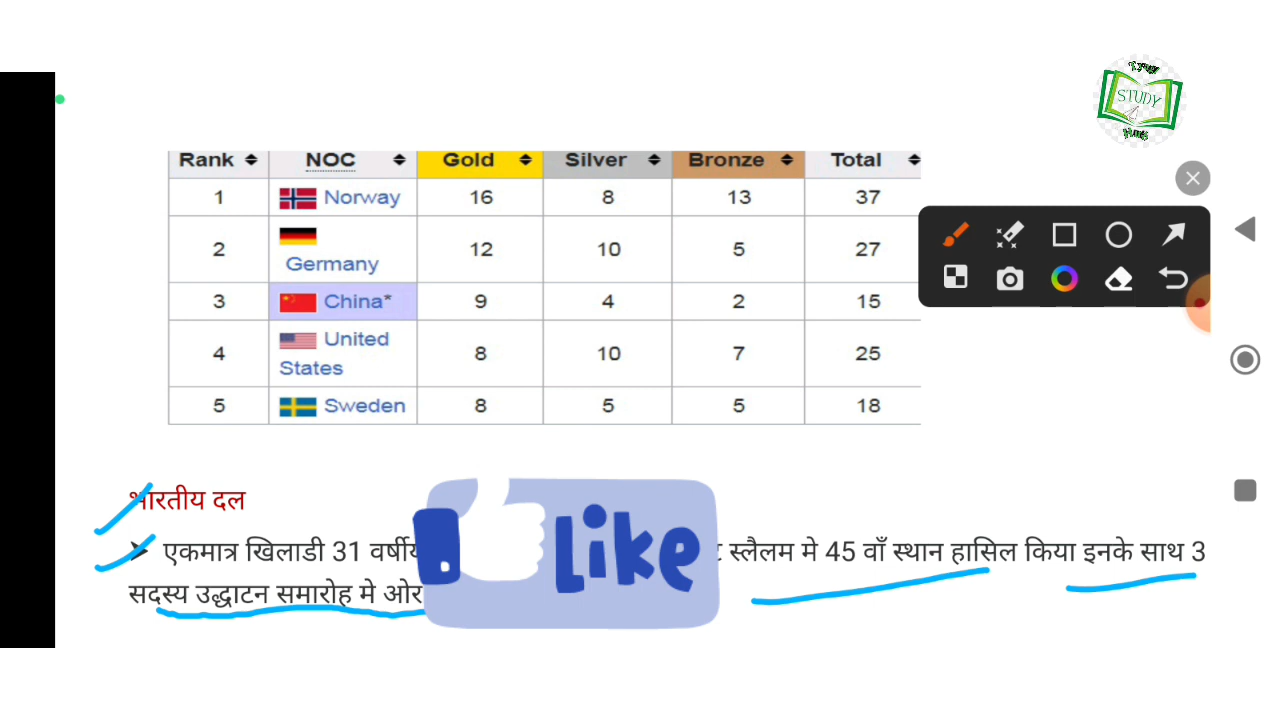 Tyagi
STUDY
Hub
Rank NOC Gold Silver Bronze Total
1 Norway 16 8 13 37
2 Germany 12 10 5 27
3 China* 9 4 2 15
4 United States 8 10 7 25
5 Sweden 8 5 5 18
भारतीय दल
➤ एकमात्र खिलाडी 31 वर्षीय स्लैलम मे 45 वाँ स्थान हासिल किया इनके साथ 3
सदस्य उद्धाटन समारोह मे ओर
Like